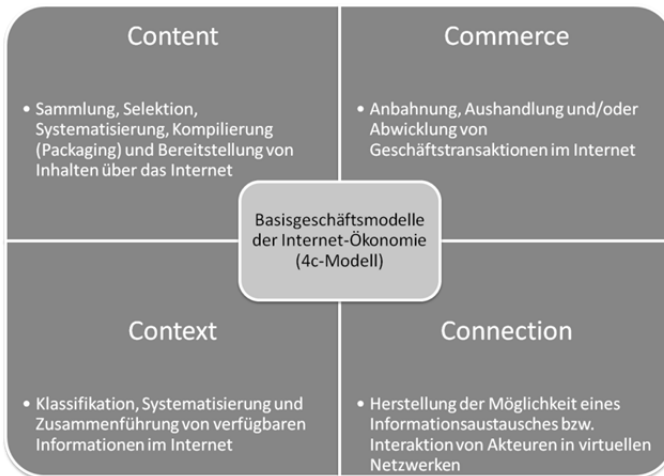 Content
• Sammlung, Selektion,
Systematisierung, Kompilierung
(Packaging) und Bereitstellung von
Inhalten über das Internet
Commerce
• Anbahnung, Aushandlung und/oder
Abwicklung von
Geschäftstransaktionen im Internet
Basisgeschäftsmodelle
der Internet-Ökonomie
(4c-Modell)
Context
• Klassifikation, Systematisierung und
Zusammenführung von verfügbaren
Informationen im Internet
Connection
• Herstellung der Möglichkeit eines
Informationsaustausches bzw.
Interaktion von Akteuren in virtuellen
Netzwerken